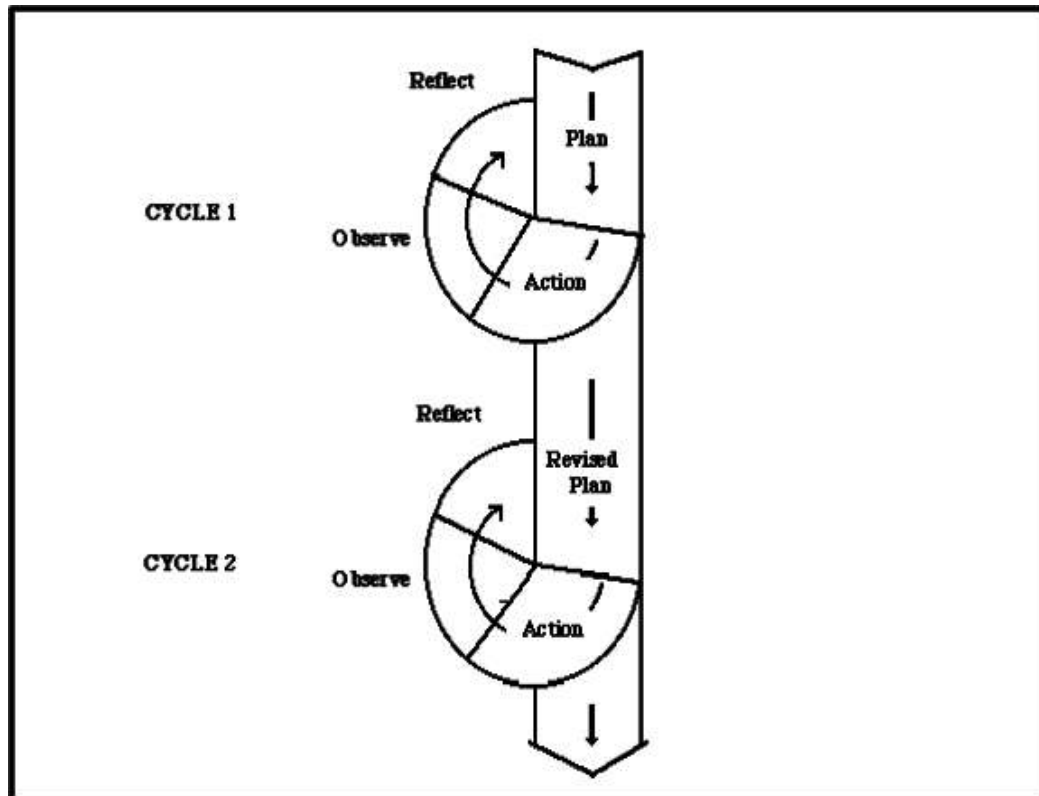 Reflect
Plan
CYCLE 1
Observe
Action
Reflect
Revised
Plan
CYCLE 2
Observe
Action